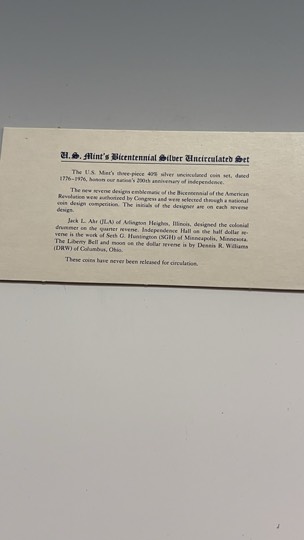 U.S. Mint's Bicentennial Silver Uncirculated Set
The U.S. Mint's three-piece 40% silver uncirculated coin set, dated
1776-1976, honors our nation's 200th anniversary of independence.
The new reverse designs emblematic of the Bicentennial of the American
Revolution were authorized by Congress and were selected through a national
coin design competition. The initials of the designer are on each reverse
design.
Jack L. Ahr (JLA) of Arlington Heights, Illinois, designed the colonial
drummer on the quarter reverse. Independence Hall on the half dollar re-
verse is the work of Seth G. Huntington (SGH) of Minneapolis, Minnesota.
The Liberty Bell and moon on the dollar reverse is by Dennis R. Williams
(DRW) of Columbus, Ohio.
These coins have never been released for circulation.